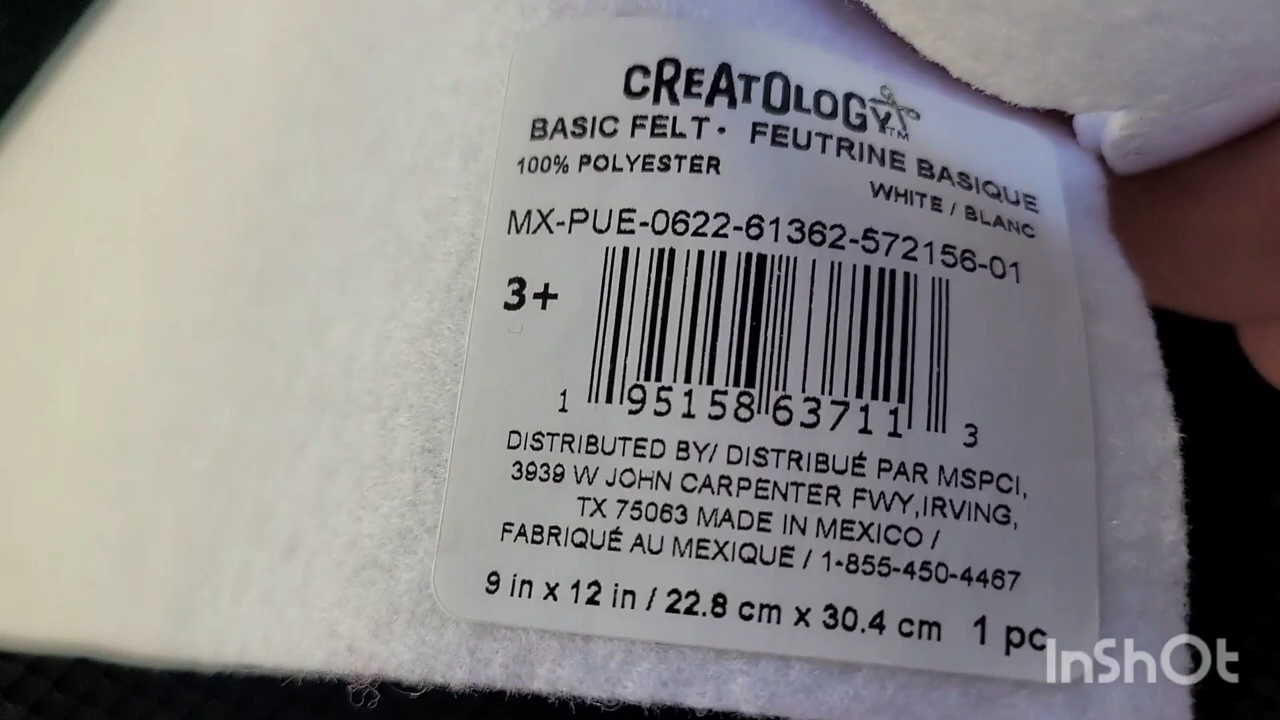 CREATOLOGY™
BASIC FELT • FEUTRINE BASIQUE
100% POLYESTER
WHITE / BLANC
MX-PUE-0622-61362-572156-01
3+
1 95158 63711 3
DISTRIBUTED BY/ DISTRIBUÉ PAR MSPCI,
3939 W JOHN CARPENTER FWY,IRVING,
TX 75063 MADE IN MEXICO /
FABRIQUÉ AU MEXIQUE / 1-855-450-4467
9 in x 12 in / 22.8 cm x 30.4 cm 1 pc
InShOt